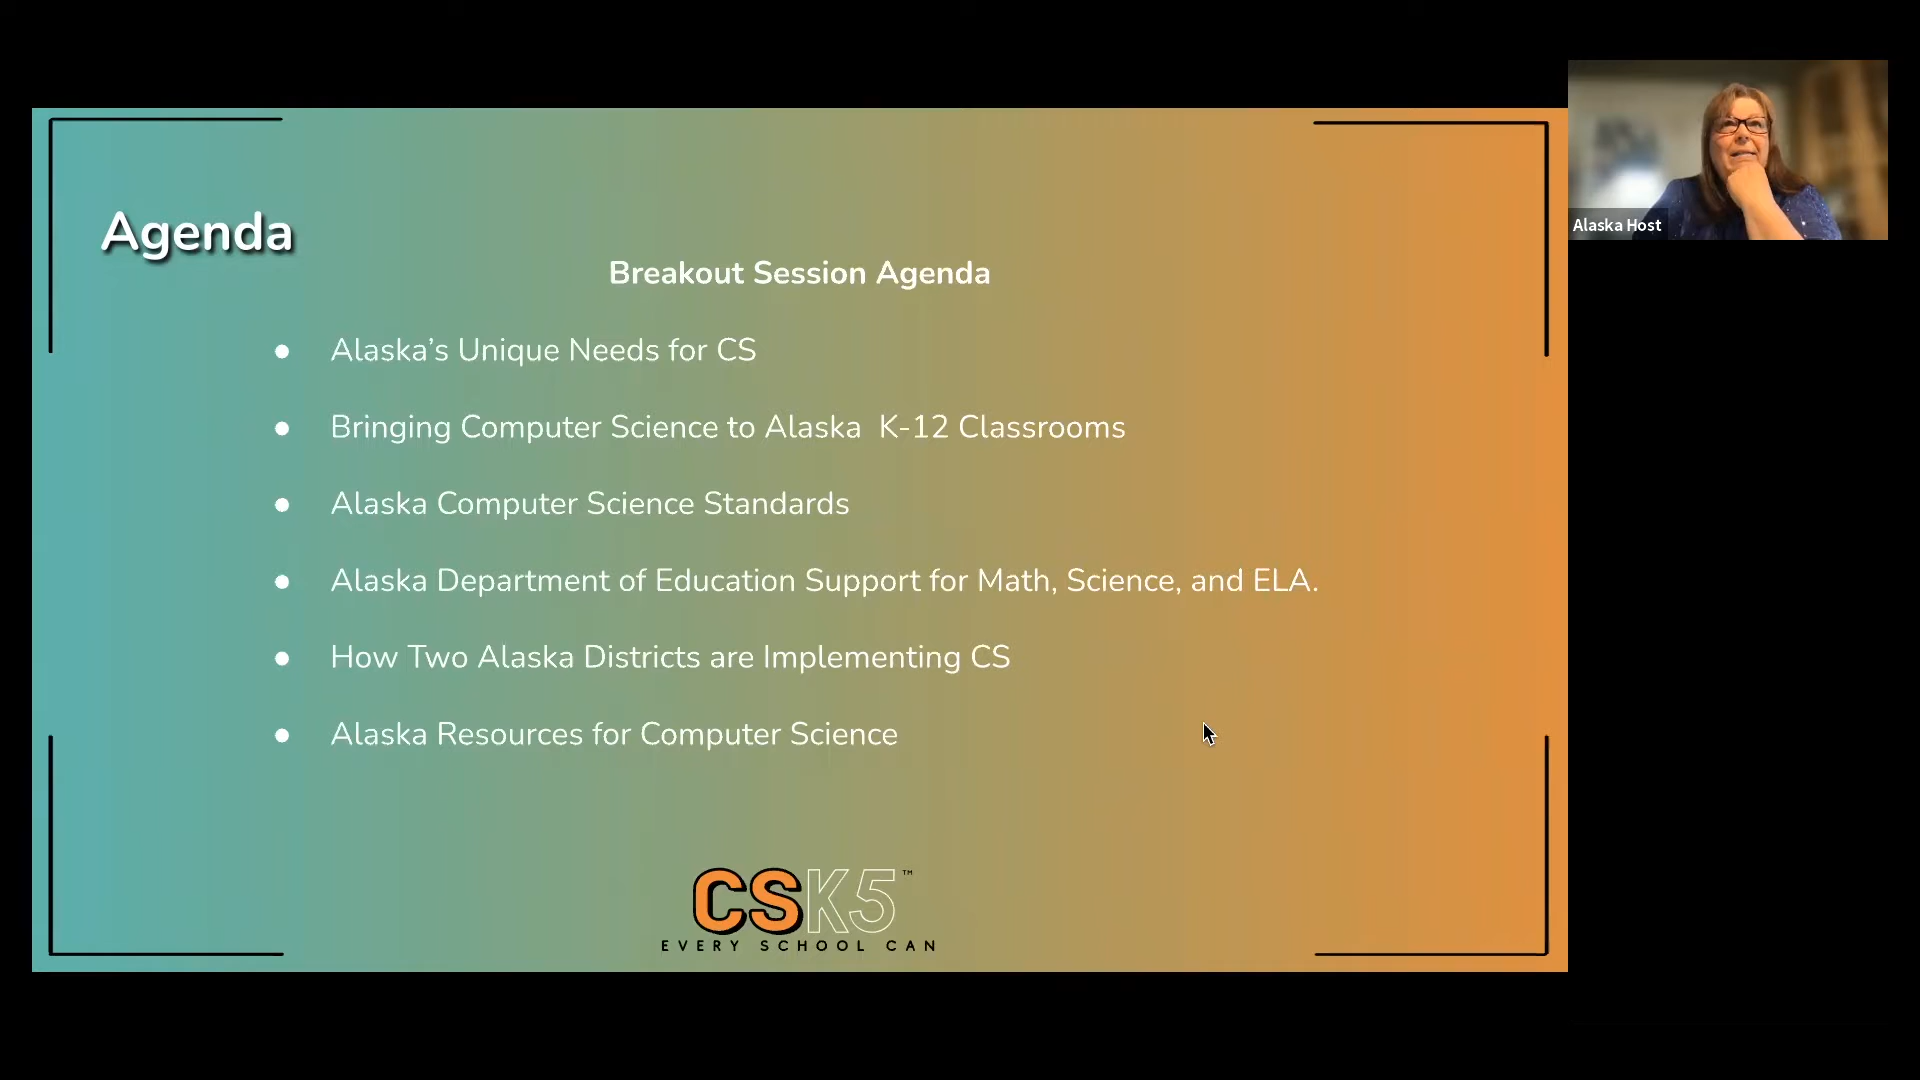 Agenda
Breakout Session Agenda
● Alaska’s Unique Needs for CS
● Bringing Computer Science to Alaska  K-12 Classrooms
● Alaska Computer Science Standards
● Alaska Department of Education Support for Math, Science, and ELA.
● How Two Alaska Districts are Implementing CS
● Alaska Resources for Computer Science
CSK5™
EVERY SCHOOL CAN
Alaska Host